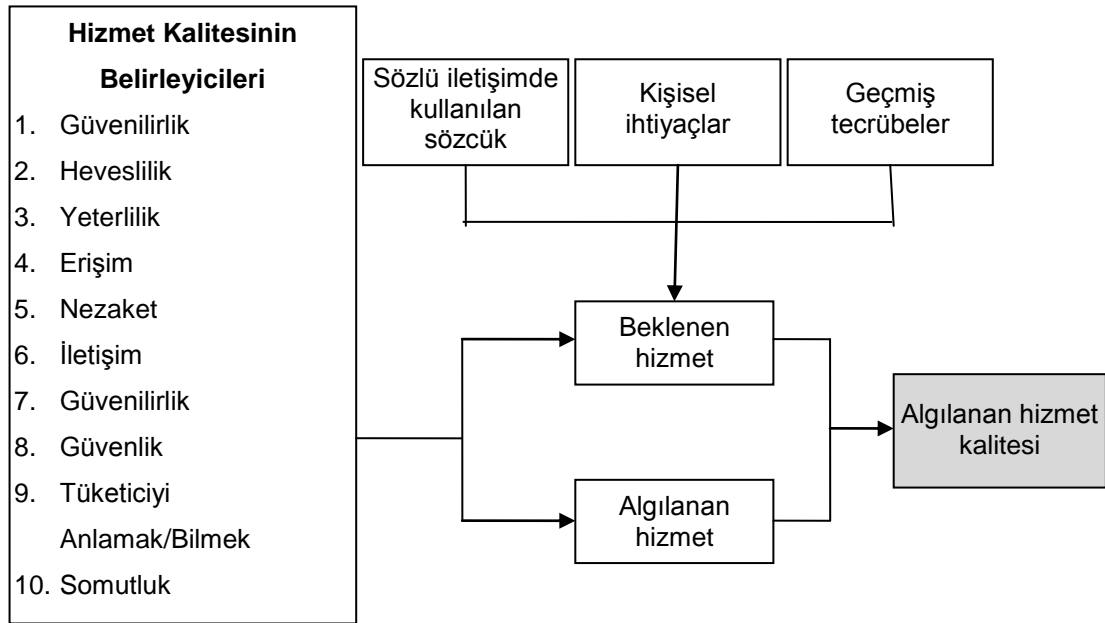 Hizmet Kalitesinin
Belirleyicileri
1. Güvenilirlik
2. Heveslilik
3. Yeterlilik
4. Erişim
5. Nezaket
6. İletişim
7. Güvenilirlik
8. Güvenlik
9. Tüketiciyi
Anlamak/Bilmek
10. Somutluk
Sözlü iletişimde
kullanılan
sözcük
Kişisel
ihtiyaçlar
Geçmiş
tecrübeler
Beklenen
hizmet
Algılanan
hizmet
Algılanan hizmet
kalitesi